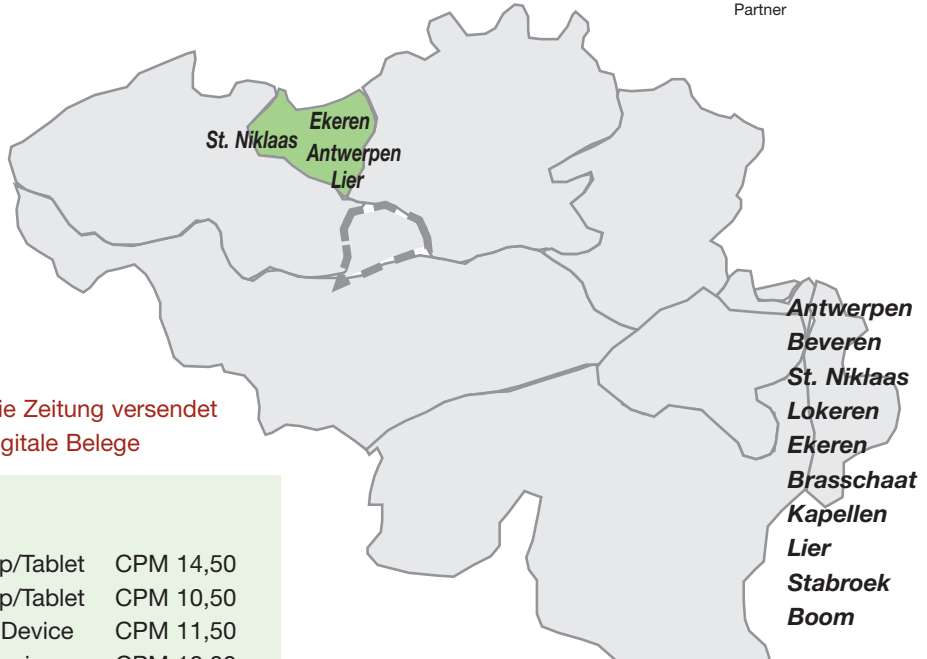 Partner
Ekeren
St. Niklaas
Antwerpen
Lier
Antwerpen
Beveren
St. Niklaas
Lokeren
Ekeren
Brasschaat
Kapellen
Lier
Stabroek
Boom
ie Zeitung versendet
gitale Belege
p/Tablet CPM 14,50
p/Tablet CPM 10,50
Device CPM 11,50